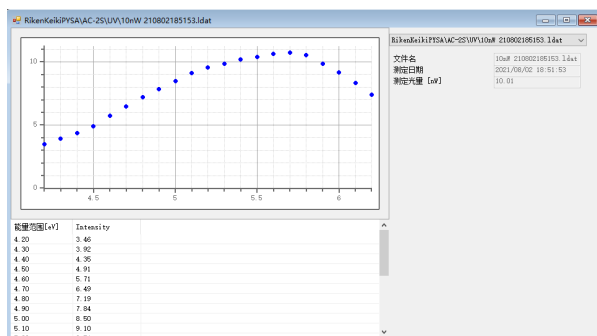 RikenKeikiPYSA\AC-2S\UV\10nW 210802185153.ldat
RikenKeikiPYSA\AC-2S\UV\10nW 210802185153.ldat
文件名 10nW 210802185153.ldat
测定日期 2021/08/02 18:51:53
测定光量 [nW] 10.01
10
5
0
4.5 5 5.5 6
能量范围[eV] Intensity
4.20 3.46
4.30 3.92
4.40 4.35
4.50 4.91
4.60 5.71
4.70 6.49
4.80 7.19
4.90 7.84
5.00 8.50
5.10 9.10